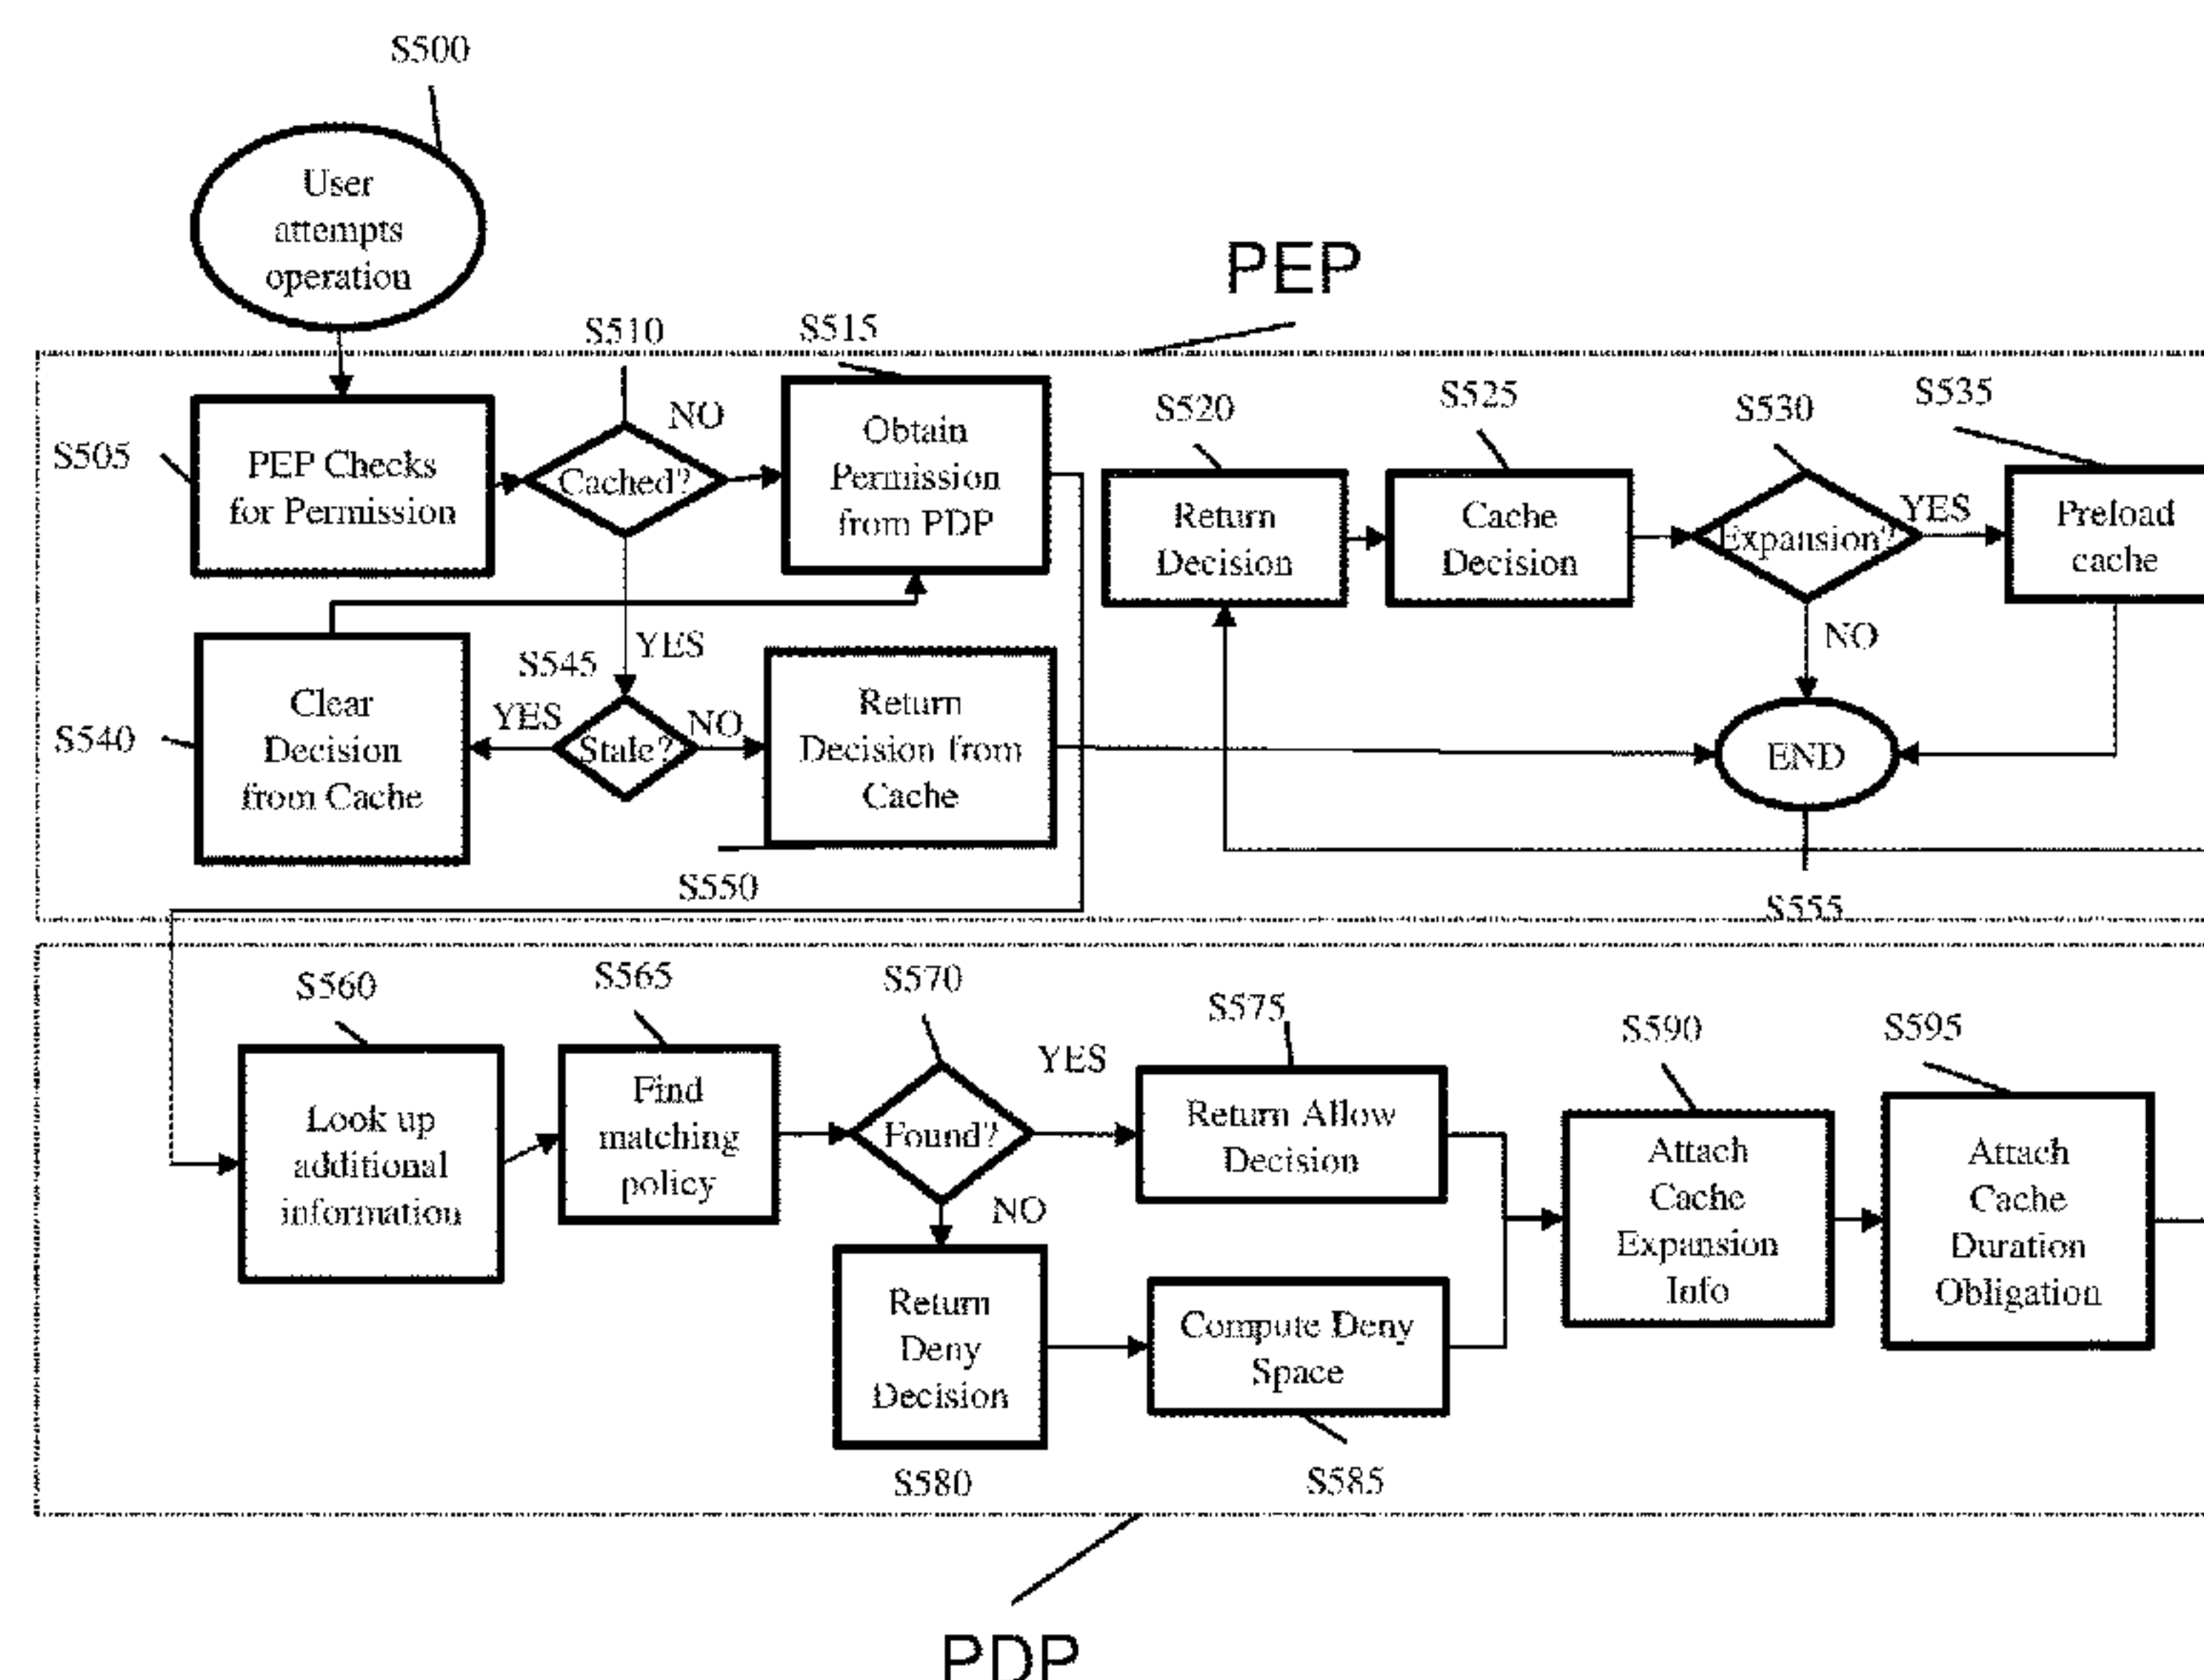 S500
User
attempts
operation
PEP
S505
PEP Checks
for Permission
S510
Cached?
NO
YES
S515
Obtain
Permission
from PDP
S520
Return
Decision
S525
Cache
Decision
S530
Expansion?
YES
NO
S535
Preload
cache
S540
Clear
Decision
from Cache
S545
YES
Stale?
NO
Return
Decision from
Cache
S550
END
S555
S560
Look up
additional
information
S565
Find
matching
policy
S570
Found?
YES
NO
S575
Return Allow
Decision
Return
Deny
Decision
S580
Compute Deny
Space
S585
S590
Attach
Cache
Expansion
Info
S595
Attach
Cache
Duration
Obligation
PDP